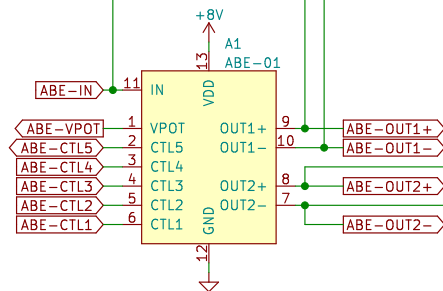 +8V
A1
ABE-01
13
VDD
ABE-IN 11 IN
ABE-VPOT 1 VPOT OUT1+ 9 ABE-OUT1+
ABE-CTL5 2 CTL5 OUT1- 10 ABE-OUT1-
ABE-CTL4 3 CTL4
ABE-CTL3 4 CTL3 OUT2+ 8 ABE-OUT2+
ABE-CTL2 5 CTL2 OUT2- 7
ABE-CTL1 6 CTL1 ABE-OUT2-
GND
12